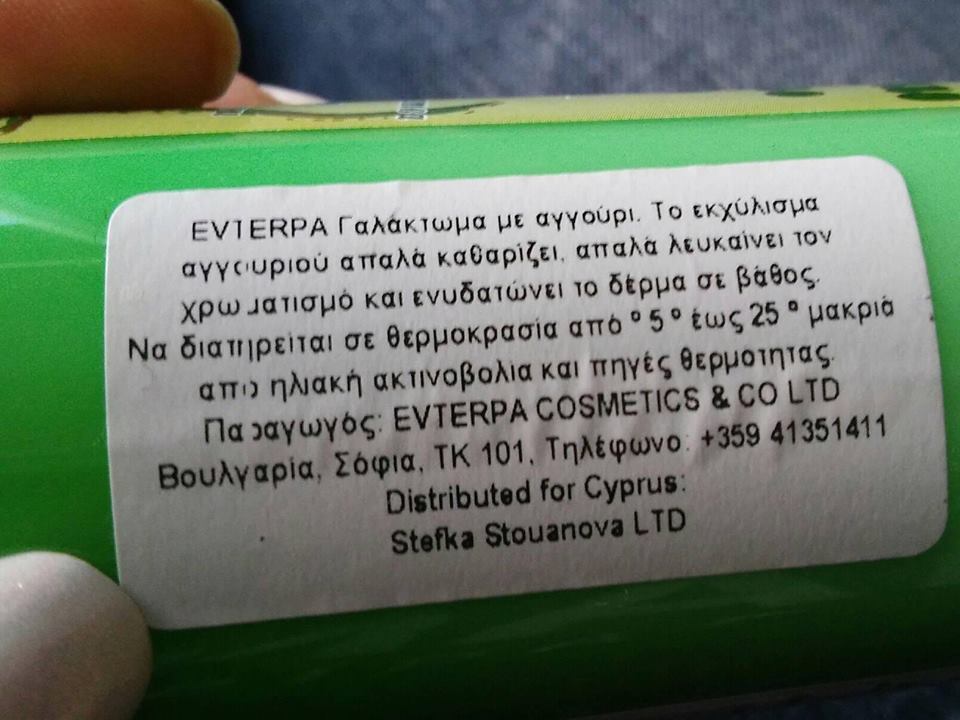 EVTERPA Γαλάκτωμα με αγγούρι. Το εκχύλισμα
αγγουριού απαλά καθαρίζει, απαλά λευκαίνει τον
χρωματισμό και ενυδατώνει το δέρμα σε βάθος.
Να διατηρείται σε θερμοκρασία από ° 5 ° έως 25 ° μακριά
από ηλιακή ακτινοβολία και πηγές θερμοτητας.
Παραγωγός: EVTERPA COSMETICS & CO LTD
Βουλγαρία, Σόφια, ΤΚ 101, Τηλέφωνο: +359 41351411
Distributed for Cyprus:
Stefka Stouanova LTD